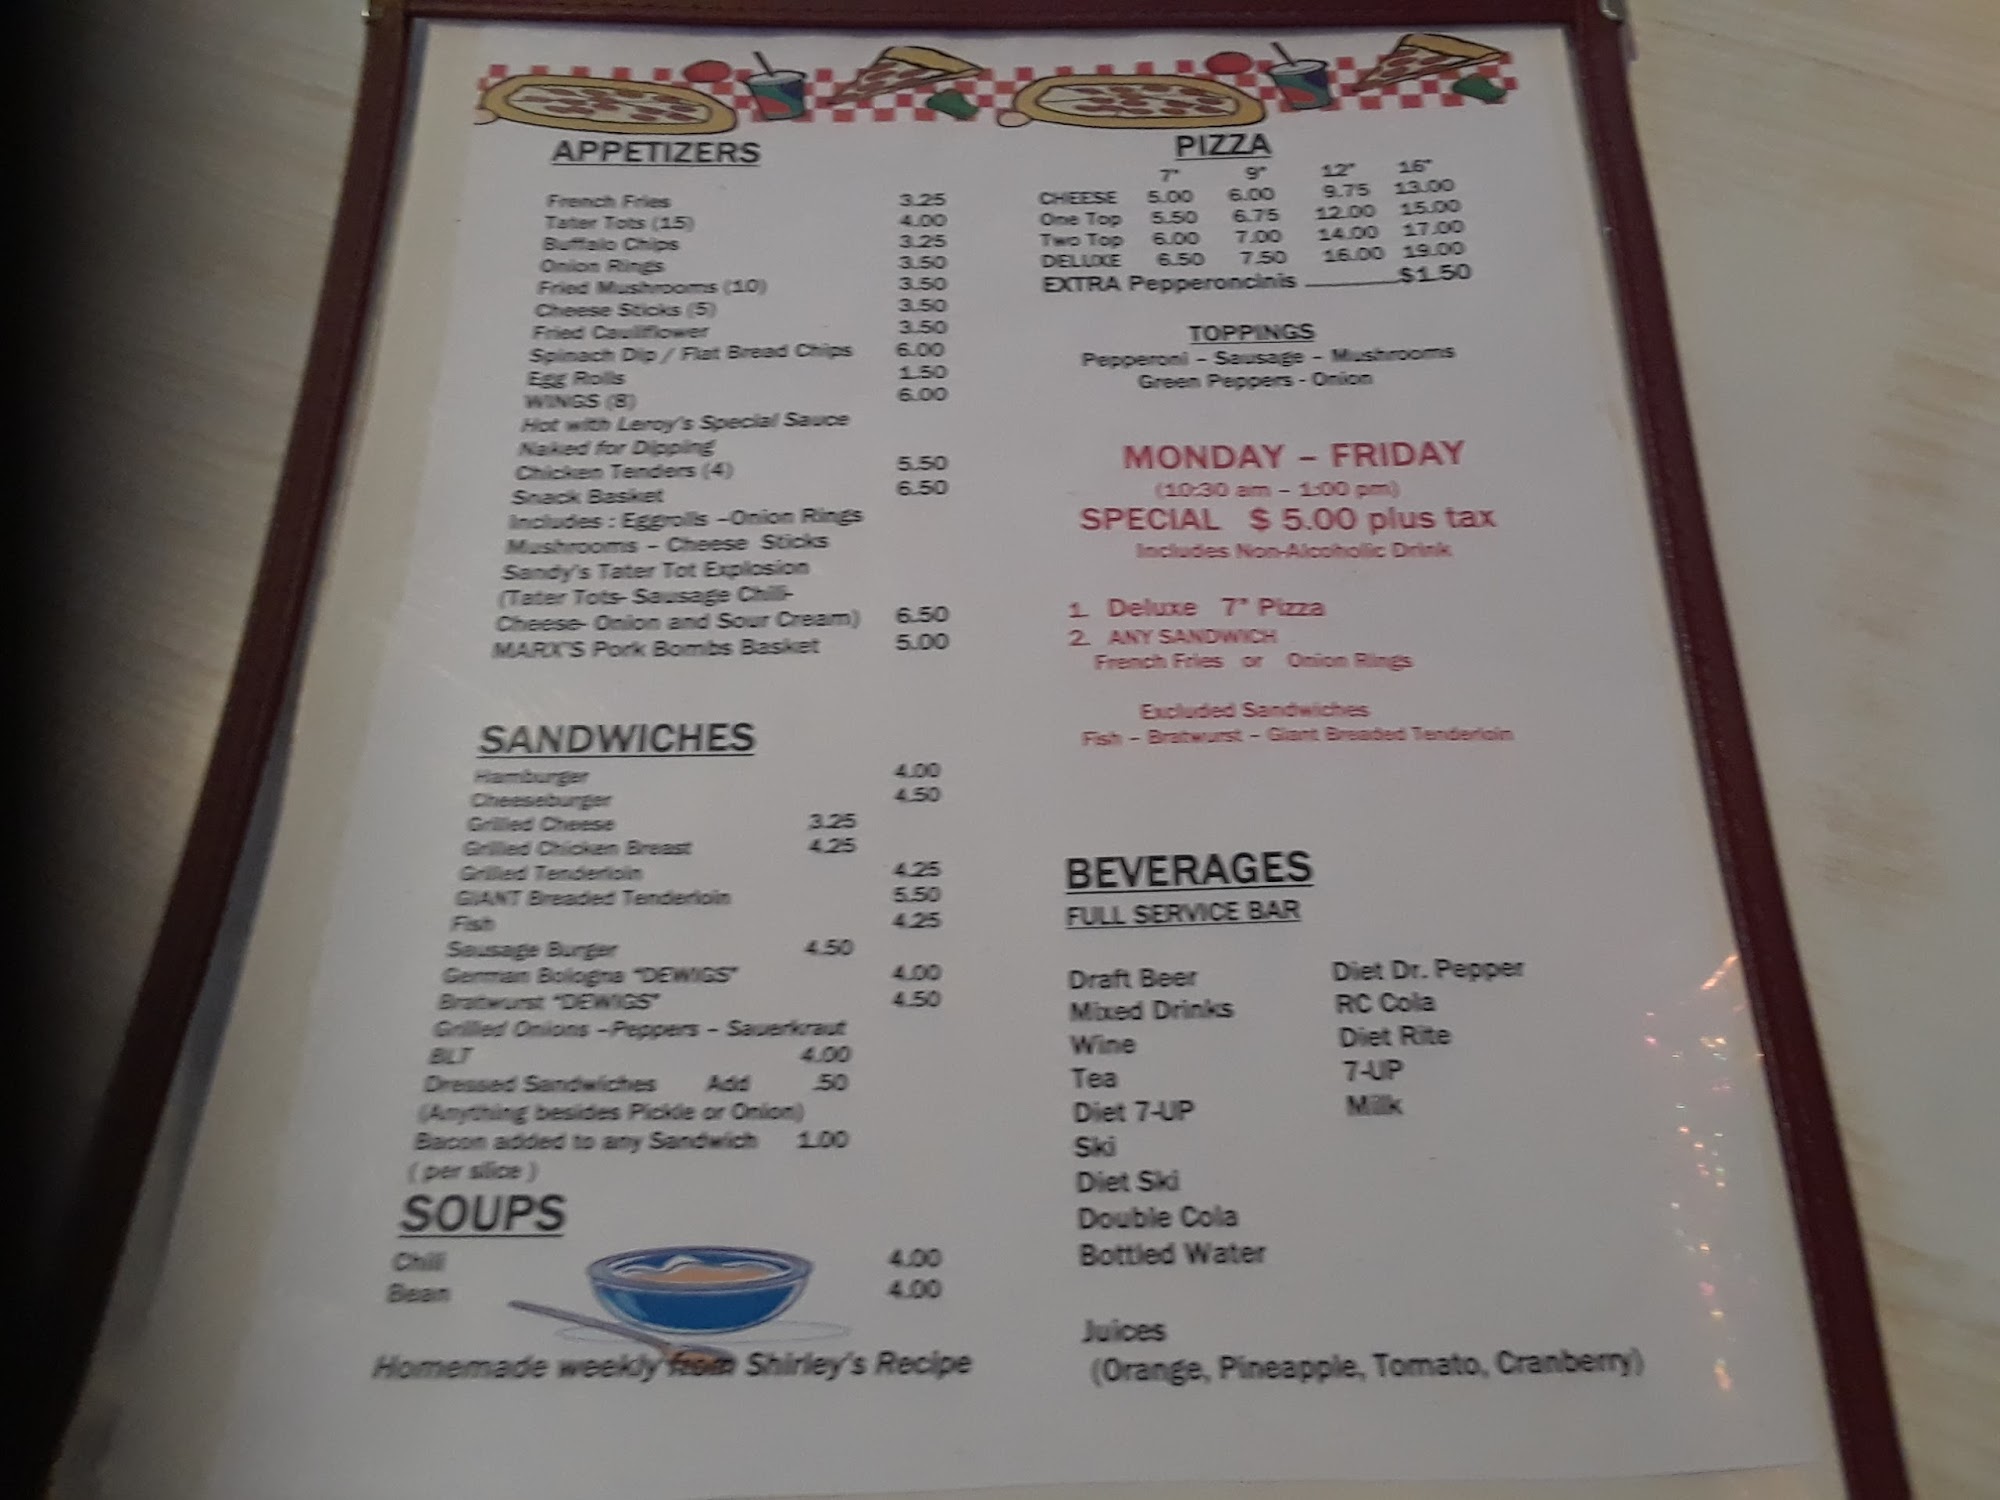 APPETIZERS
French Fries 3.25
Tater Tots (15) 4.00
Buffalo Chips 3.25
Onion Rings 3.50
Fried Mushrooms (10) 3.50
Cheese Sticks (5) 3.50
Fried Cauliflower 3.50
Spinach Dip / Flat Bread Chips 6.00
Egg Rolls 1.50
WINGS (8) 6.00
Hot with Leroy's Special Sauce
Naked for Dipping
Chicken Tenders (4) 5.50
Snack Basket 6.50
Includes : Eggrolls –Onion Rings
Mushrooms – Cheese Sticks
Sandy's Tater Tot Explosion
(Tater Tots- Sausage Chili-
Cheese- Onion and Sour Cream) 6.50
MARX'S Pork Bombs Basket 5.00
SANDWICHES
Hamburger 4.00
Cheeseburger 4.50
Grilled Cheese 3.25
Grilled Chicken Breast 4.25
Grilled Tenderloin 4.25
GIANT Breaded Tenderloin 5.50
Fish 4.25
Sausage Burger 4.50
German Bologna "DEWIGS" 4.00
Bratwurst "DEWIGS" 4.50
Grilled Onions –Peppers – Sauerkraut
BLT 4.00
Dressed Sandwiches Add .50
(Anything besides Pickle or Onion)
Bacon added to any Sandwich 1.00
( per slice )
SOUPS
Chili 4.00
Bean 4.00
Homemade weekly from Shirley's Recipe
PIZZA
7" 9" 12" 16"
CHEESE 5.00 6.00 9.75 13.00
One Top 5.50 6.75 12.00 15.00
Two Top 6.00 7.00 14.00 17.00
DELUXE 6.50 7.50 16.00 19.00
EXTRA Pepperoncinis ________$1.50
TOPPINGS
Pepperoni – Sausage – Mushrooms
Green Peppers - Onion
MONDAY – FRIDAY
(10:30 am – 1:00 pm)
SPECIAL $ 5.00 plus tax
Includes Non-Alcoholic Drink
1. Deluxe 7" Pizza
2. ANY SANDWICH
French Fries or Onion Rings
Excluded Sandwiches
Fish – Bratwurst – Giant Breaded Tenderloin
BEVERAGES
FULL SERVICE BAR
Draft Beer
Mixed Drinks
Wine
Tea
Diet 7-UP
Ski
Diet Ski
Double Cola
Bottled Water
Diet Dr. Pepper
RC Cola
Diet Rite
7-UP
Milk
Juices
(Orange, Pineapple, Tomato, Cranberry)